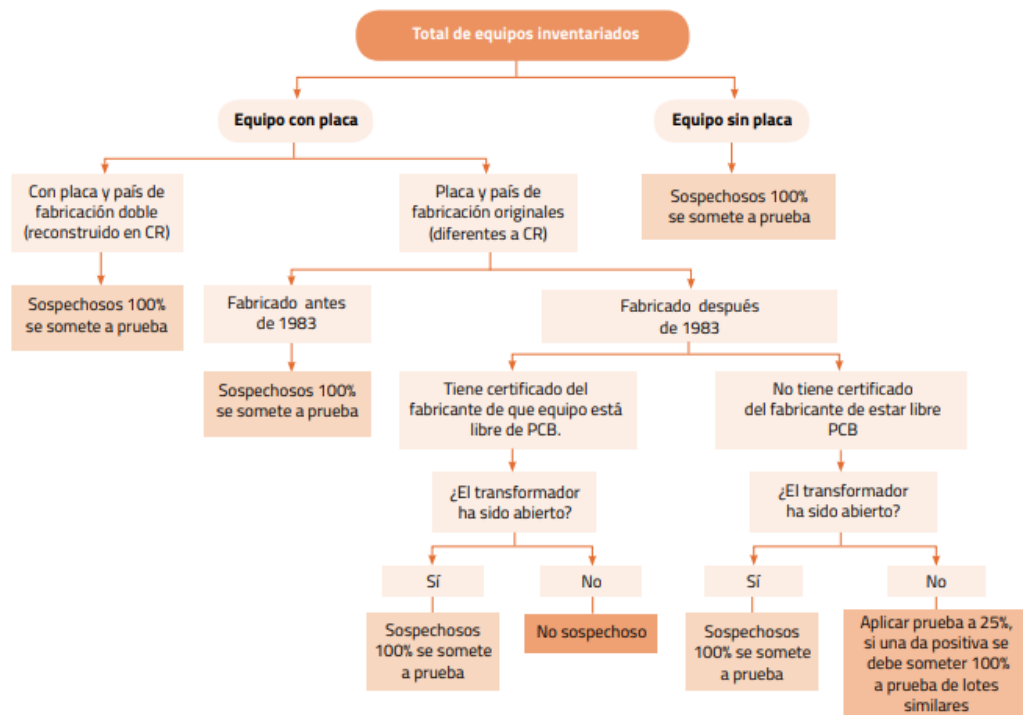 Total de equipos inventariados
Equipo con placa
Equipo sin placa
Con placa y país de
fabricación doble
(reconstruido en CR)
Placa y país de
fabricación originales
(diferentes a CR)
Sospechosos 100%
se somete a prueba
Sospechosos 100%
se somete a prueba
Fabricado antes
de 1983
Fabricado después
de 1983
Sospechosos 100%
se somete a prueba
Tiene certificado del
fabricante de que equipo está
libre de PCB.
No tiene certificado
del fabricante de estar libre
PCB
¿El transformador
ha sido abierto?
¿El transformador
ha sido abierto?
Sí
No
Sí
No
Sospechosos
100% se somete a
prueba
No sospechoso
Sospechosos
100% se somete a
prueba
Aplicar prueba a 25%,
si una da positiva se
debe someter 100%
a prueba de lotes
similares